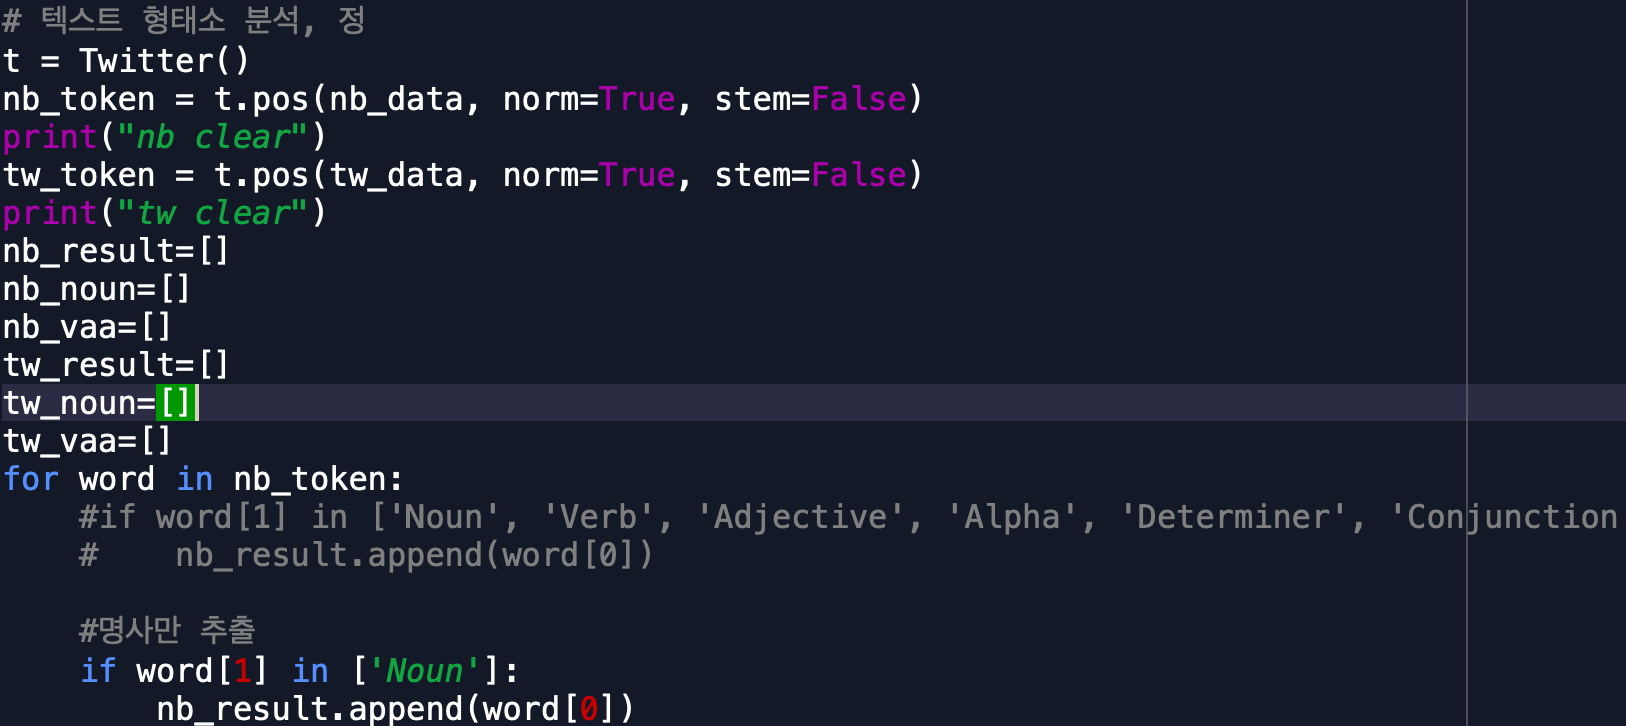 # 텍스트 형태소 분석, 정
t = Twitter()
nb_token = t.pos(nb_data, norm=True, stem=False)
print("nb clear")
tw_token = t.pos(tw_data, norm=True, stem=False)
print("tw clear")
nb_result=[]
nb_noun=[]
nb_vaa=[]
tw_result=[]
tw_noun=[]
tw_vaa=[]
for word in nb_token:
    #if word[1] in ['Noun', 'Verb', 'Adjective', 'Alpha', 'Determiner', 'Conjunction
    #    nb_result.append(word[0])
    #명사만 추출
    if word[1] in ['Noun']:
        nb_result.append(word[0])